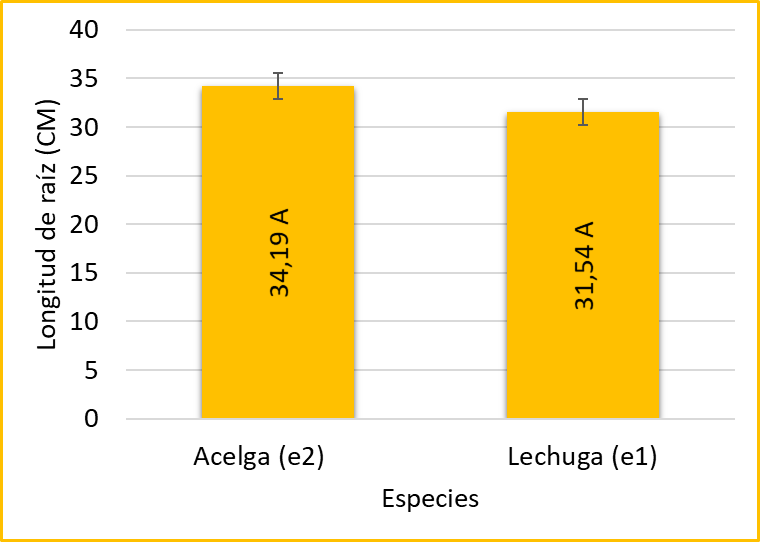 Longitud de raíz (CM)
40
35
30
25
20
15
10
5
0
34,19 A
31,54 A
Acelga (e2)
Lechuga (e1)
Especies